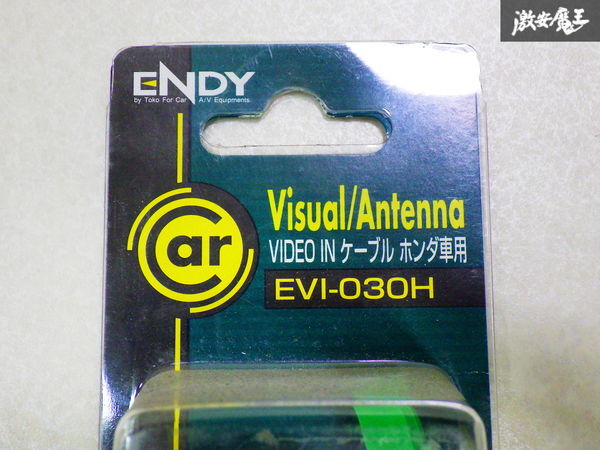 激安魔王
ENDY
by Toko For Car A/V Equipments
Car
Visual/Antenna
VIDEO IN ケーブル ホンダ車用
EVI-030H